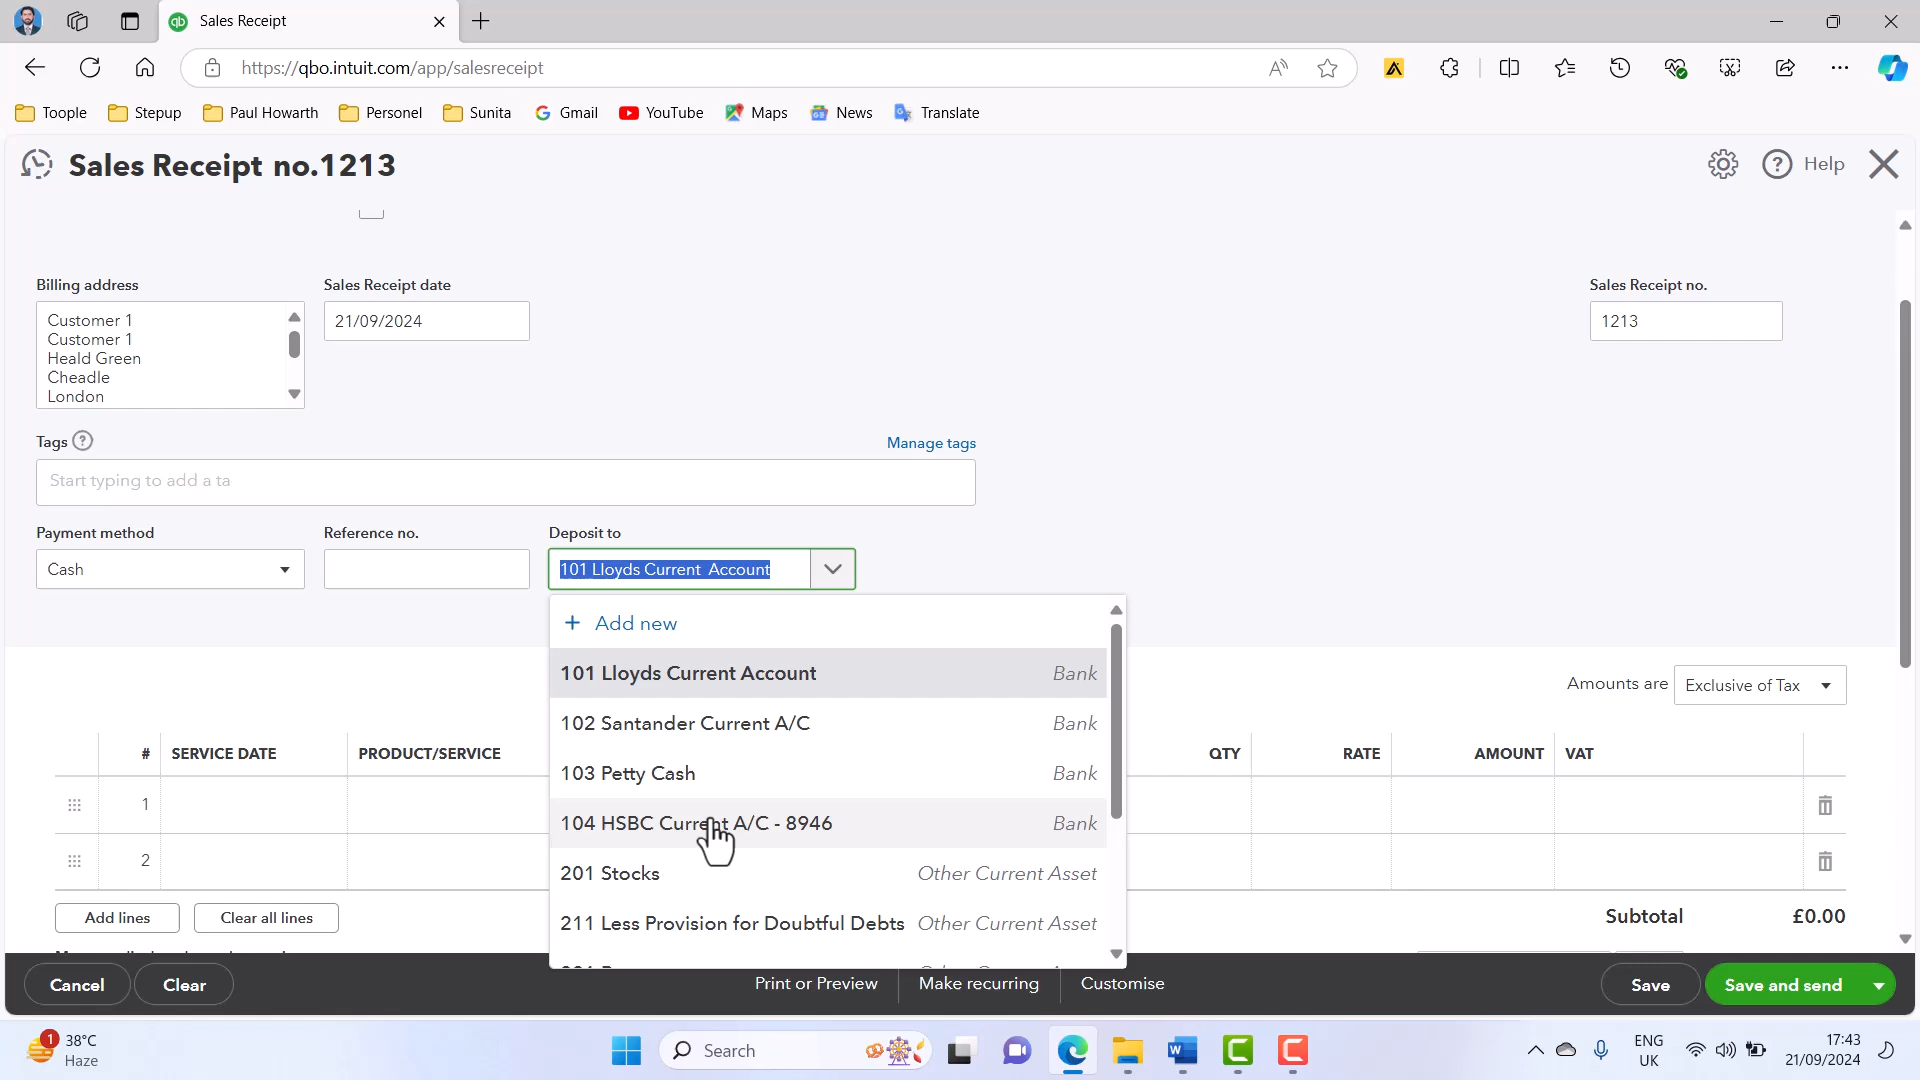 Sales Receipt
https://qbo.intuit.com/app/salesreceipt
Toople Stepup Paul Howarth Personel Sunita Gmail YouTube Maps News Translate
Sales Receipt no.1213
Help
Billing address
Sales Receipt date
Sales Receipt no.
Customer 1
Customer 1
Heald Green
Cheadle
London
21/09/2024
1213
Tags
Manage tags
Start typing to add a ta
Payment method
Reference no.
Deposit to
Cash
101 Lloyds Current Account
+ Add new
101 Lloyds Current Account Bank
102 Santander Current A/C Bank
103 Petty Cash Bank
104 HSBC Current A/C - 8946 Bank
201 Stocks Other Current Asset
211 Less Provision for Doubtful Debts Other Current Asset
Amounts are Exclusive of Tax
# SERVICE DATE PRODUCT/SERVICE QTY RATE AMOUNT VAT
1
2
Add lines
Clear all lines
Subtotal £0.00
Cancel
Clear
Print or Preview
Make recurring
Customise
Save
Save and send
1
38°C
Haze
Search
ENG
UK
17:43
21/09/2024